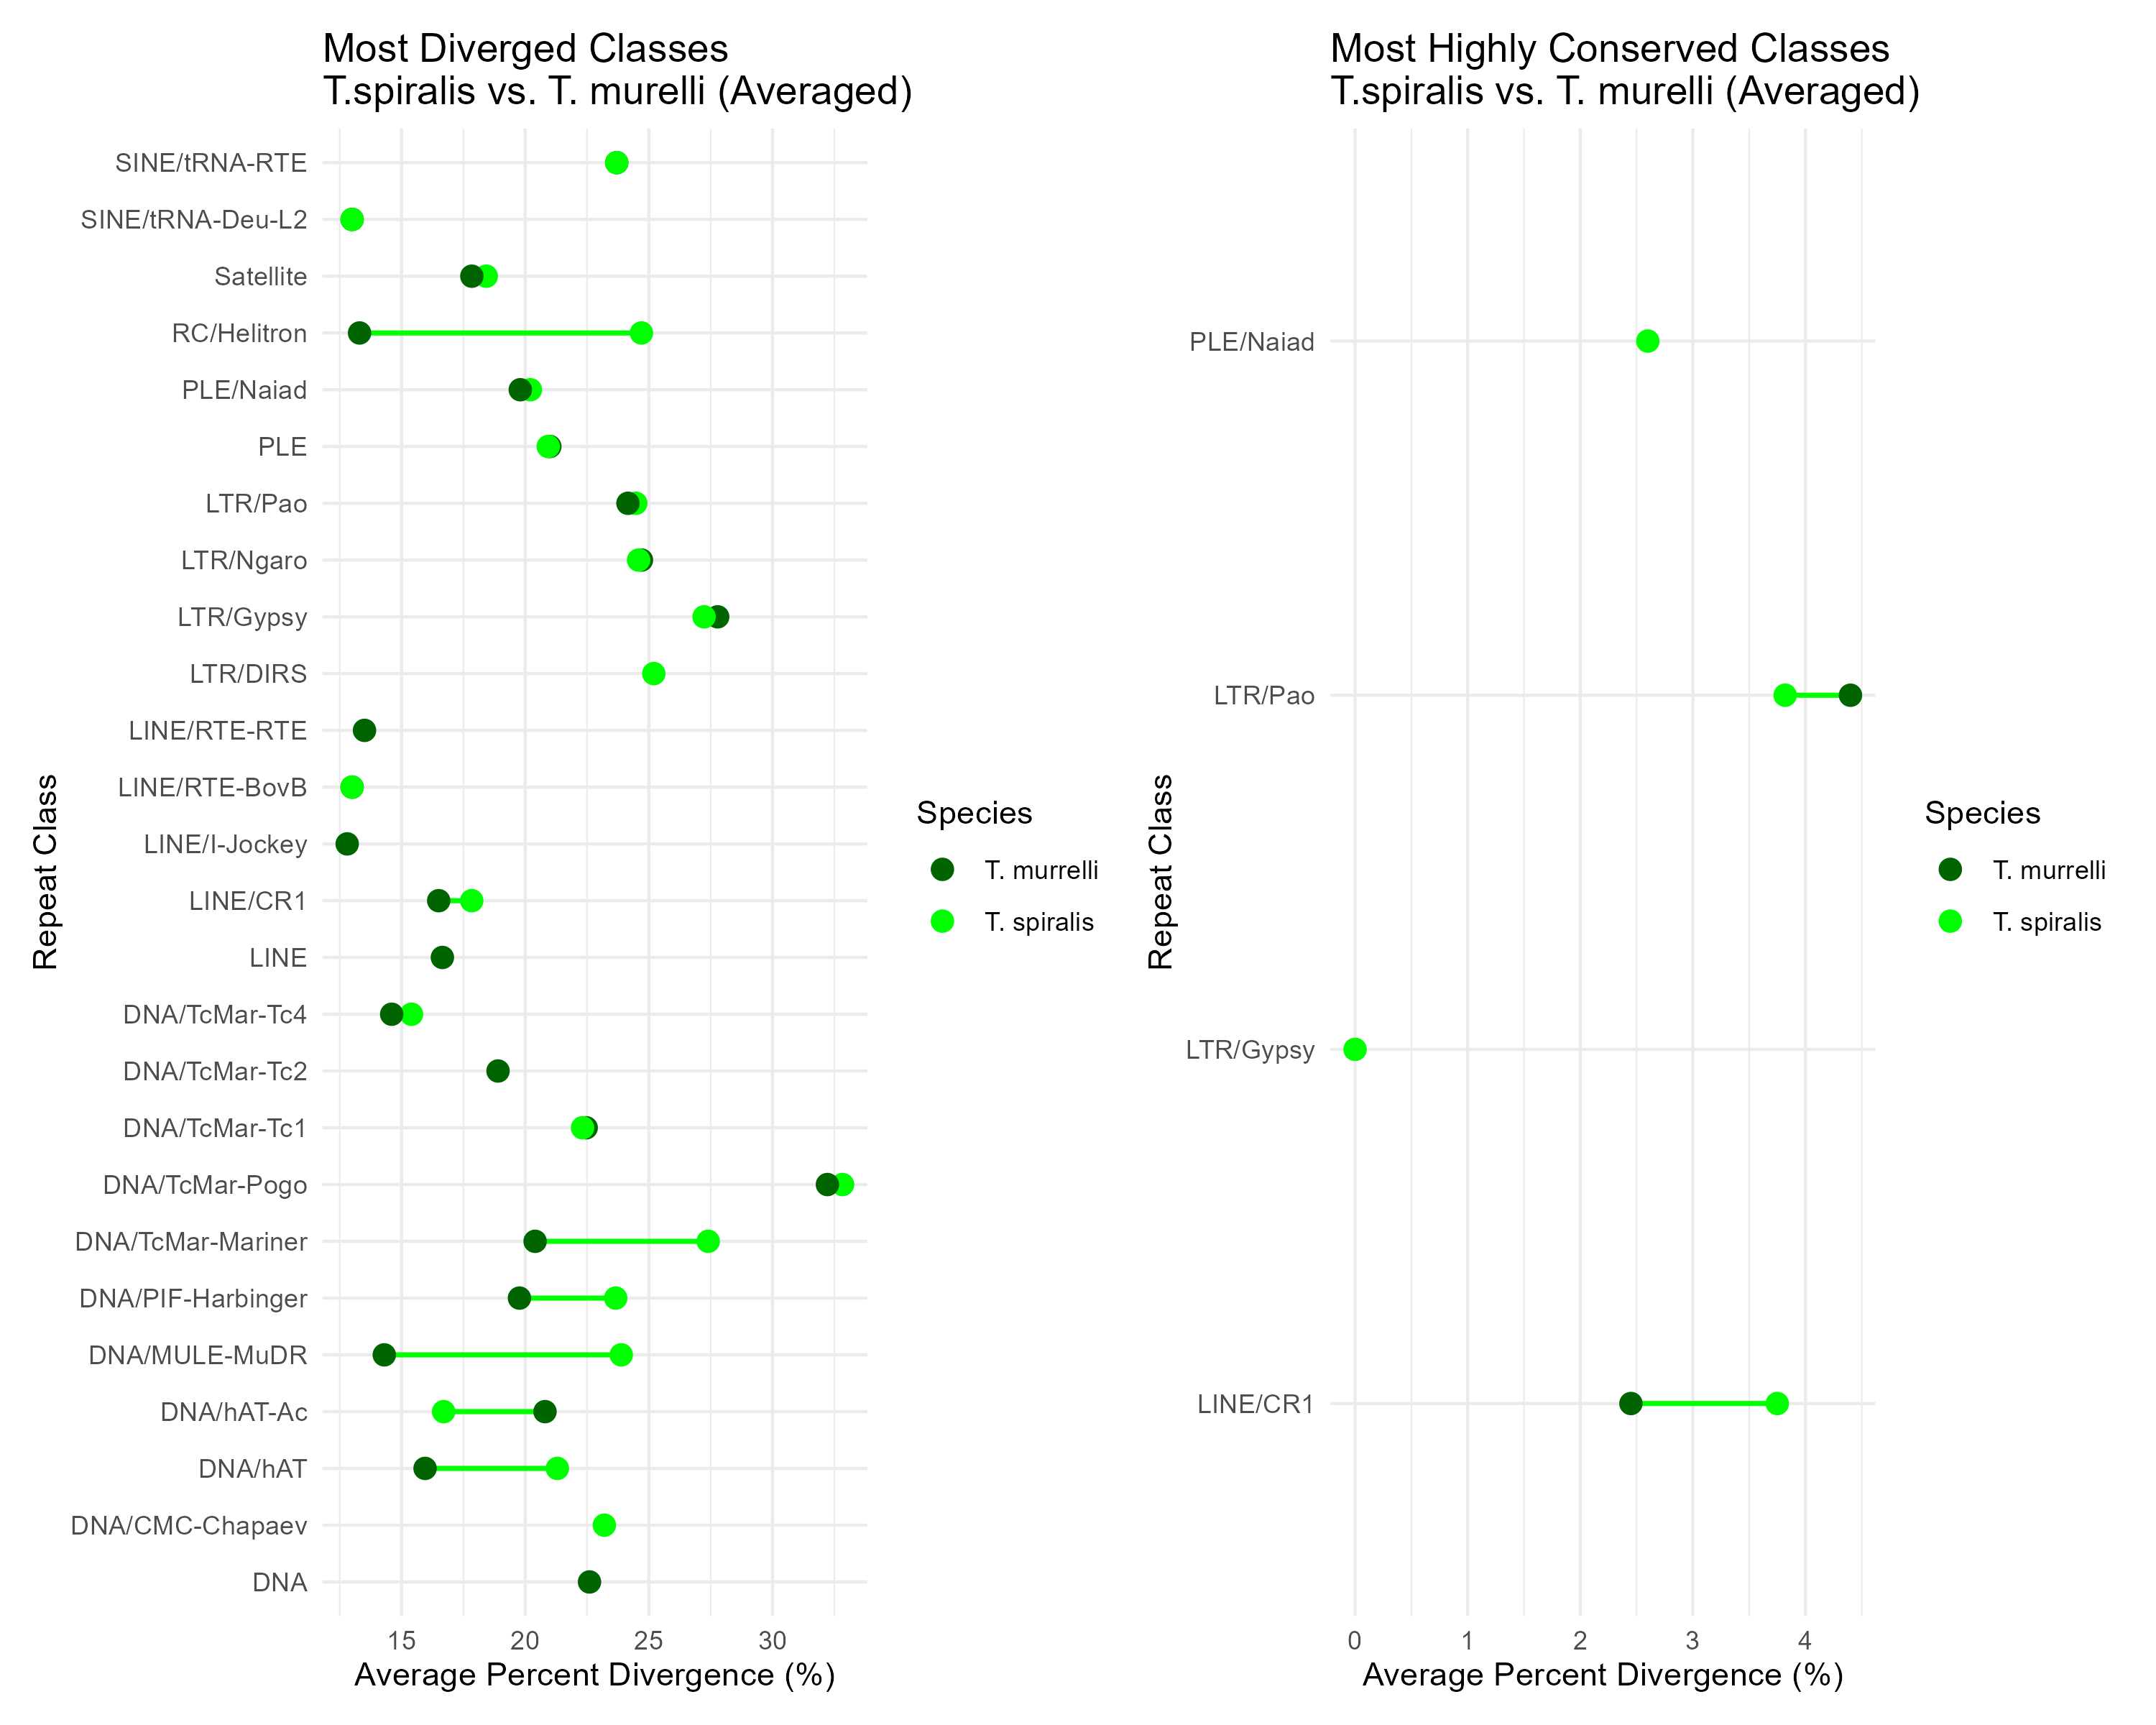 Most Diverged Classes
T.spiralis vs. T. murelli (Averaged)
SINE/tRNA-RTE
SINE/tRNA-Deu-L2
Satellite
RC/Helitron
PLE/Naiad
PLE
LTR/Pao
LTR/Ngaro
LTR/Gypsy
LTR/DIRS
LINE/RTE-RTE
LINE/RTE-BovB
LINE/I-Jockey
LINE/CR1
LINE
DNA/TcMar-Tc4
DNA/TcMar-Tc2
DNA/TcMar-Tc1
DNA/TcMar-Pogo
DNA/TcMar-Mariner
DNA/PIF-Harbinger
DNA/MULE-MuDR
DNA/hAT-Ac
DNA/hAT
DNA/CMC-Chapaev
DNA
Repeat Class
15 20 25 30
Average Percent Divergence (%)
Species
T. murrelli
T. spiralis
Most Highly Conserved Classes
T.spiralis vs. T. murelli (Averaged)
PLE/Naiad
LTR/Pao
LTR/Gypsy
LINE/CR1
Repeat Class
0 1 2 3 4
Average Percent Divergence (%)
Species
T. murrelli
T. spiralis